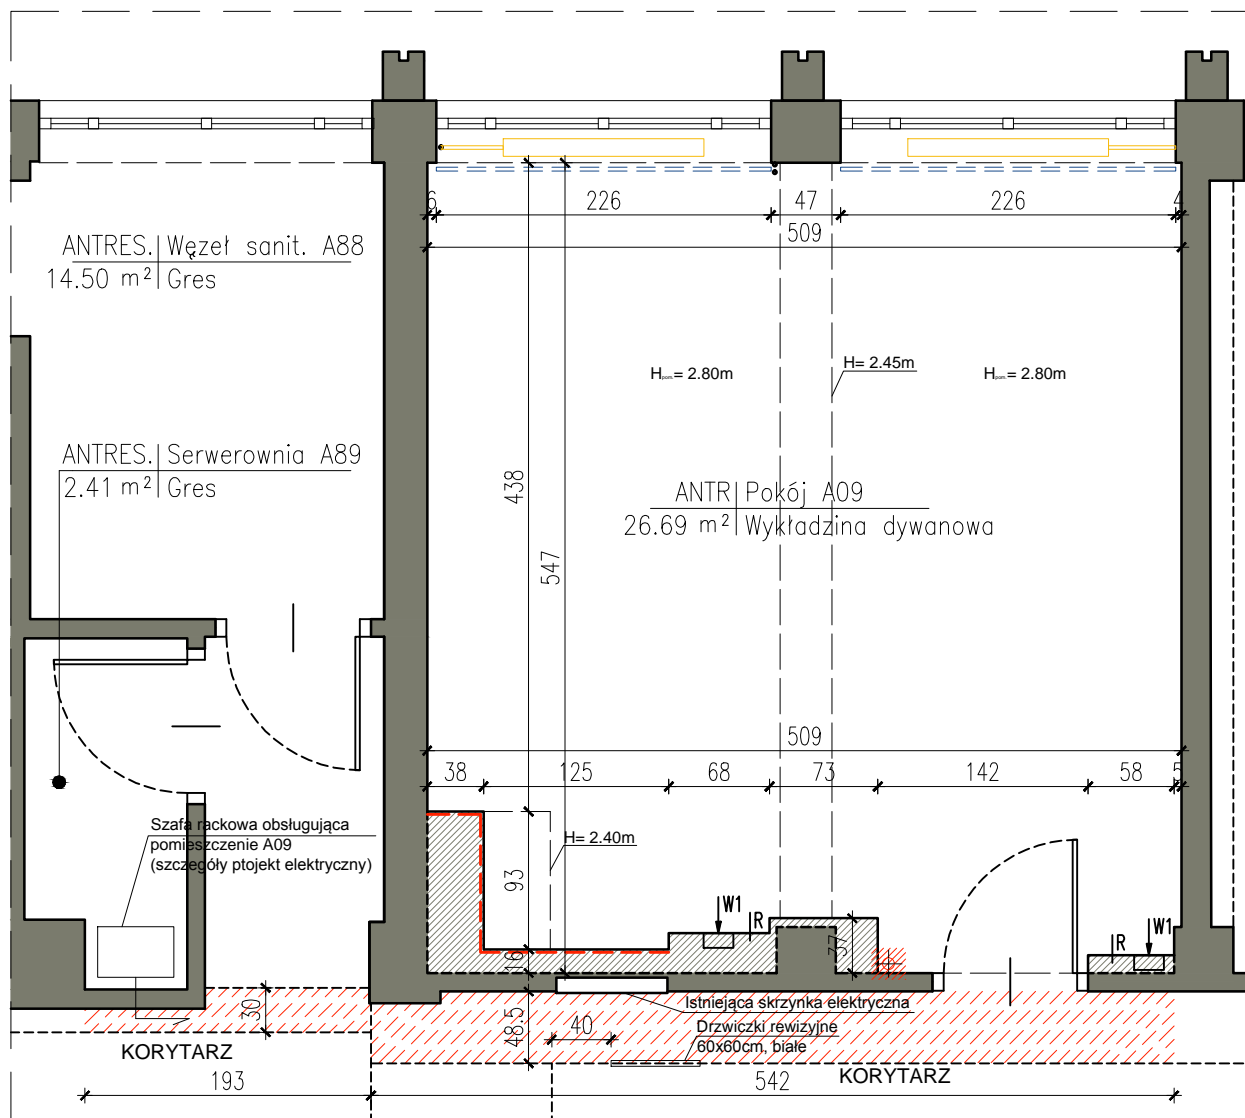 6
226
47
226
4
509
ANTRES. Węzeł sanit. A88
14.50 m² Gres
H= 2.45m
Hpom.= 2.80m
Hpom.= 2.80m
ANTRES. Serwerownia A89
2.41 m² Gres
438
547
ANTR Pokój A09
26.69 m² Wykładzina dywanowa
509
38
125
68
73
142
58
5
Szafa rackowa obsługująca
pomieszczenie A09
(szczegóły ptojekt elektryczny)
H= 2.40m
93
W1
R
37
W1
R
16
30
48.5
Istniejąca skrzynka elektryczna
40
Drzwiczki rewizyjne
60x60cm, białe
KORYTARZ
KORYTARZ
193
542